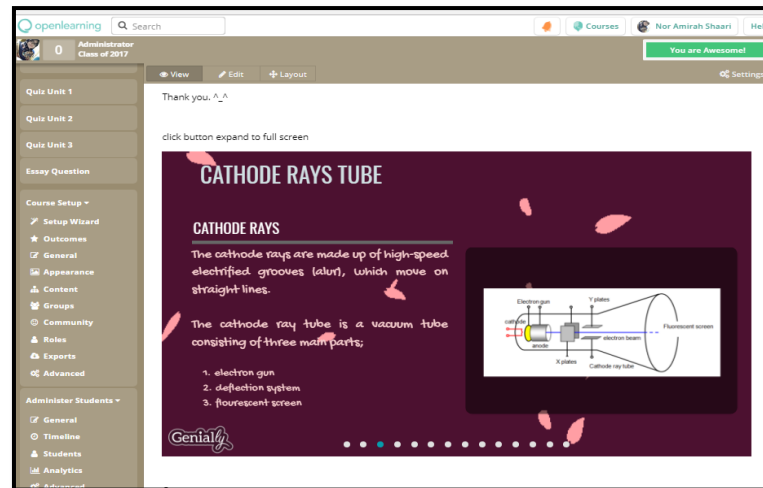 openlearning
Search
Courses
Nor Amirah Shaari
Hel
0
Administrator
Class of 2017
You are Awesome!
View
Edit
Layout
Settings
Quiz Unit 1
Quiz Unit 2
Quiz Unit 3
Essay Question
Course Setup
Setup Wizard
Outcomes
General
Appearance
Content
Groups
Community
Roles
Exports
Advanced
Administer Students
General
Timeline
Students
Analytics
Advanced
Thank you. ^_^
click button expand to full screen
CATHODE RAYS TUBE
CATHODE RAYS
The cathode rays are made up of high-speed
electrified grooves (alur), which move on
straight lines.
The cathode ray tube is a vacuum tube
consisting of three main parts;
1. electron gun
2. deflection system
3. flourescent screen
Genially
Electron gun
Y plates
cathode
Fluorescent screen
electron beam
anode
X plates
Cathode ray tube